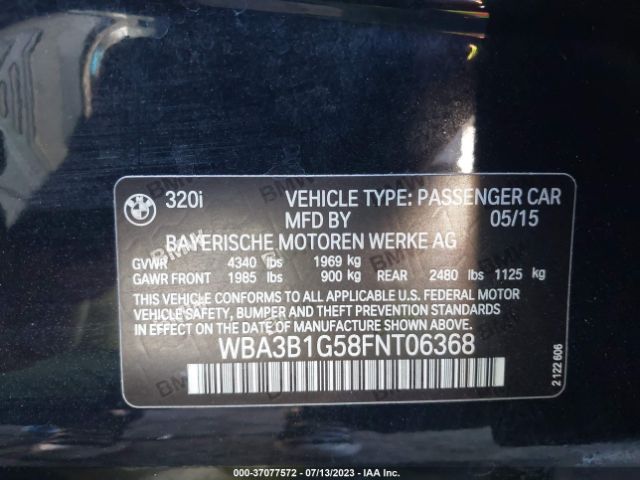 320i VEHICLE TYPE: PASSENGER CAR
MFD BY 05/15
BAYERISCHE MOTOREN WERKE AG
GVWR 4340 lbs 1969 kg
GAWR FRONT 1985 lbs 900 kg REAR 2480 lbs 1125 kg
THIS VEHICLE CONFORMS TO ALL APPLICABLE U.S. FEDERAL MOTOR
VEHICLE SAFETY, BUMPER AND THEFT PREVENTION STANDARDS
IN EFFECT ON THE DATE OF MANUFACTURE SHOWN ABOVE.
WBA3B1G58FNT06368
2 122 606
000-37077572 / 07/13/2023 - IAA Inc.